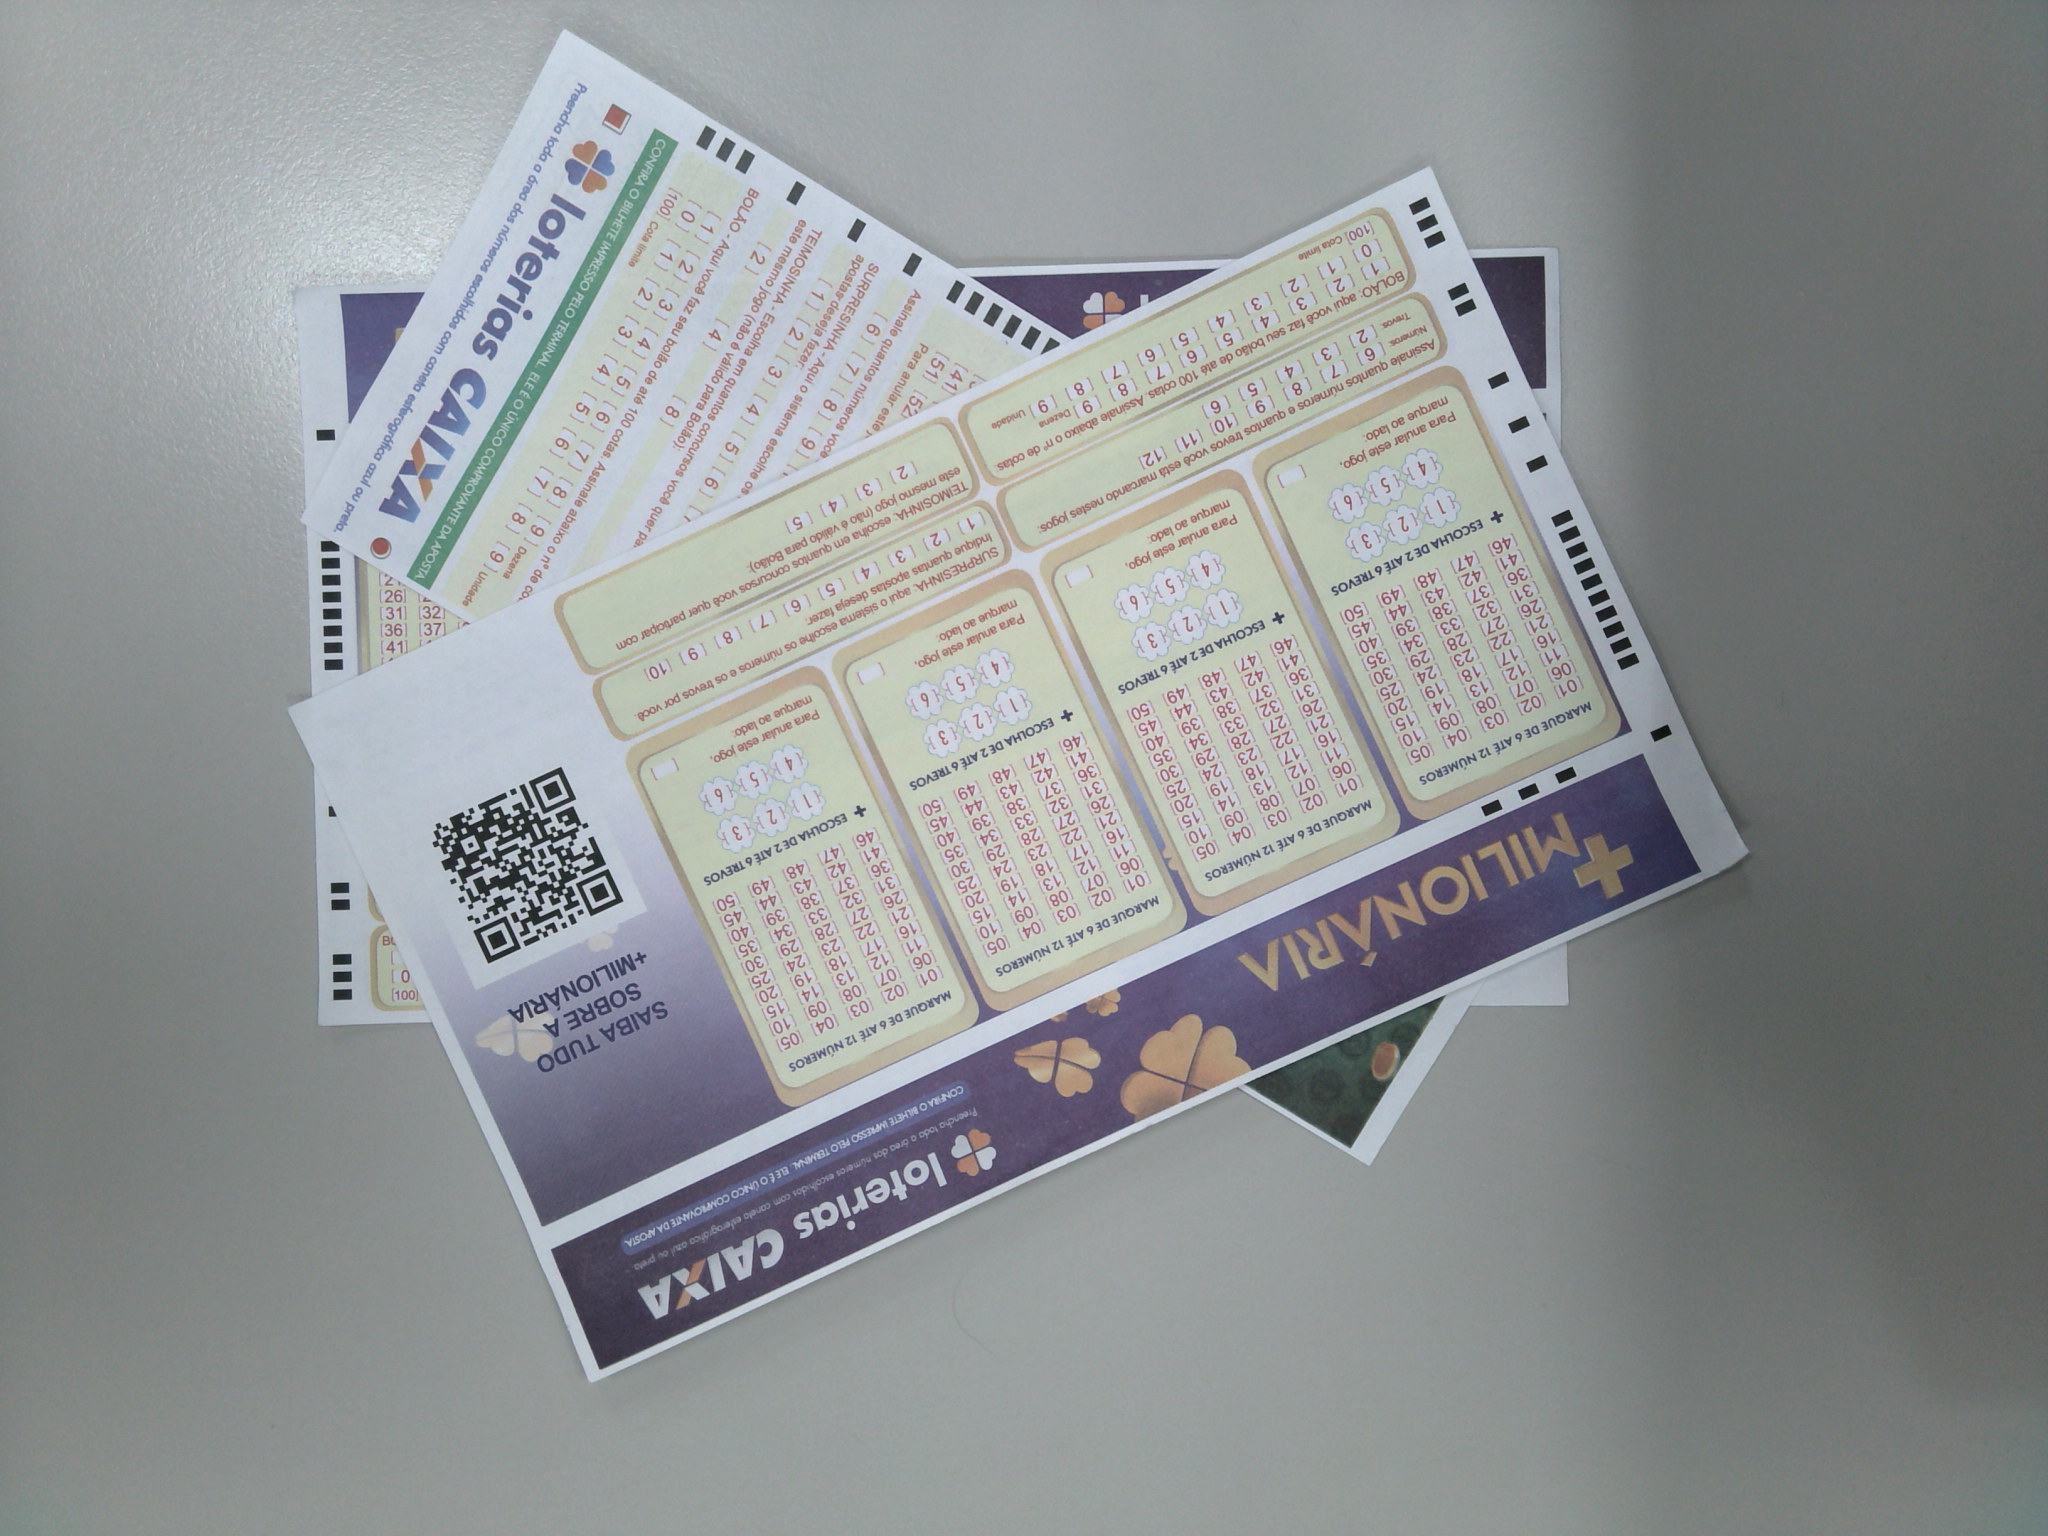 loterias CAIXA
Preencha toda a área dos números escolhidos com caneta esferográfica azul ou preta.
CONFIRA O BILHETE IMPRESSO PELO TERMINAL. ELE É O ÚNICO COMPROVANTE DA APOSTA.
+MILIONÁRIA
SAIBA TUDO
SOBRE A
+MILIONÁRIA
MARQUE DE 6 ATÉ 12 NÚMEROS
[01] [02] [03] [04] [05]
[06] [07] [08] [09] [10]
[11] [12] [13] [14] [15]
[16] [17] [18] [19] [20]
[21] [22] [23] [24] [25]
[26] [27] [28] [29] [30]
[31] [32] [33] [34] [35]
[36] [37] [38] [39] [40]
[41] [42] [43] [44] [45]
[46] [47] [48] [49] [50]
+ ESCOLHA DE 2 ATÉ 6 TREVOS
[1] [2] [3]
[4] [5] [6]
Para anular este jogo,
marque ao lado:
MARQUE DE 6 ATÉ 12 NÚMEROS
[01] [02] [03] [04] [05]
[06] [07] [08] [09] [10]
[11] [12] [13] [14] [15]
[16] [17] [18] [19] [20]
[21] [22] [23] [24] [25]
[26] [27] [28] [29] [30]
[31] [32] [33] [34] [35]
[36] [37] [38] [39] [40]
[41] [42] [43] [44] [45]
[46] [47] [48] [49] [50]
+ ESCOLHA DE 2 ATÉ 6 TREVOS
[1] [2] [3]
[4] [5] [6]
Para anular este jogo,
marque ao lado:
MARQUE DE 6 ATÉ 12 NÚMEROS
[01] [02] [03] [04] [05]
[06] [07] [08] [09] [10]
[11] [12] [13] [14] [15]
[16] [17] [18] [19] [20]
[21] [22] [23] [24] [25]
[26] [27] [28] [29] [30]
[31] [32] [33] [34] [35]
[36] [37] [38] [39] [40]
[41] [42] [43] [44] [45]
[46] [47] [48] [49] [50]
+ ESCOLHA DE 2 ATÉ 6 TREVOS
[1] [2] [3]
[4] [5] [6]
Para anular este jogo,
marque ao lado:
MARQUE DE 6 ATÉ 12 NÚMEROS
[01] [02] [03] [04] [05]
[06] [07] [08] [09] [10]
[11] [12] [13] [14] [15]
[16] [17] [18] [19] [20]
[21] [22] [23] [24] [25]
[26] [27] [28] [29] [30]
[31] [32] [33] [34] [35]
[36] [37] [38] [39] [40]
[41] [42] [43] [44] [45]
[46] [47] [48] [49] [50]
+ ESCOLHA DE 2 ATÉ 6 TREVOS
[1] [2] [3]
[4] [5] [6]
Para anular este jogo,
marque ao lado:
Assinale quantos números e quantos trevos você está marcando nestes jogos:
Números: [6] [7] [8] [9] [10] [11] [12]
Trevos: [2] [3] [4] [5] [6]
SURPRESINHA: aqui o sistema escolhe os números e os trevos por você.
Indique quantas apostas deseja fazer:
[1] [2] [3] [4] [5] [6] [7] [8] [9] [10]
BOLÃO: aqui você faz seu bolão de até 100 cotas. Assinale abaixo o nº de cotas:
[1] [2] [3] [4] [5] [6] [7] [8] [9] Dezena
[0] [1] [2] [3] [4] [5] [6] [7] [8] [9] Unidade
[100] Cota limite
TEIMOSINHA: escolha em quantos concursos você quer participar com
este mesmo jogo (não é válido para Bolão):
[2] [3] [4] [5]
Preencha toda a área dos números escolhidos com caneta esferográfica azul ou preta.
loterias CAIXA
CONFIRA O BILHETE IMPRESSO PELO TERMINAL. ELE É O ÚNICO COMPROVANTE DA APOSTA.
[41]
[51] [52
Para anular este
Assinale quantos números você
[6] [7] [8] [9]
SURPRESINHA - Aqui o sistema escolhe os
apostas deseja fazer:
[1] [2] [3] [4] [5] [6]
TEIMOSINHA - Escolha em quantos concursos você quer pa
este mesmo jogo (não é válido para Bolão):
[2] [4] [8]
BOLÃO - Aqui você faz seu bolão de até 100 cotas. Assinale abaixo o nº de co
[1] [2] [3] [4] [5] [6] [7] [8] [9] Dezena
[0] [1] [2] [3] [4] [5] [6] [7] [8] [9] Unidade
[100] Cota limite
[26]
[31] [32]
[36] [37]
[41]
[0
[100]